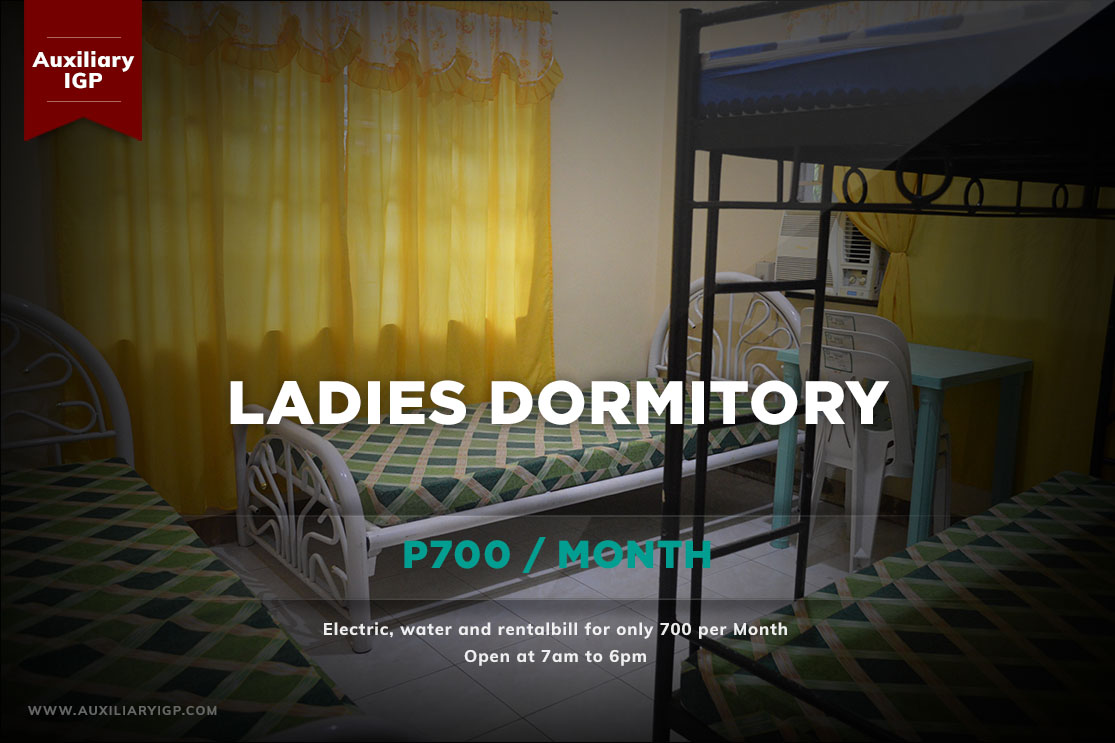 Auxiliary
IGP
LADIES DORMITORY
P700 / MONTH
Electric, water and rentalbill for only 700 per Month
Open at 7am to 6pm
WWW.AUXILIARYIGP.COM